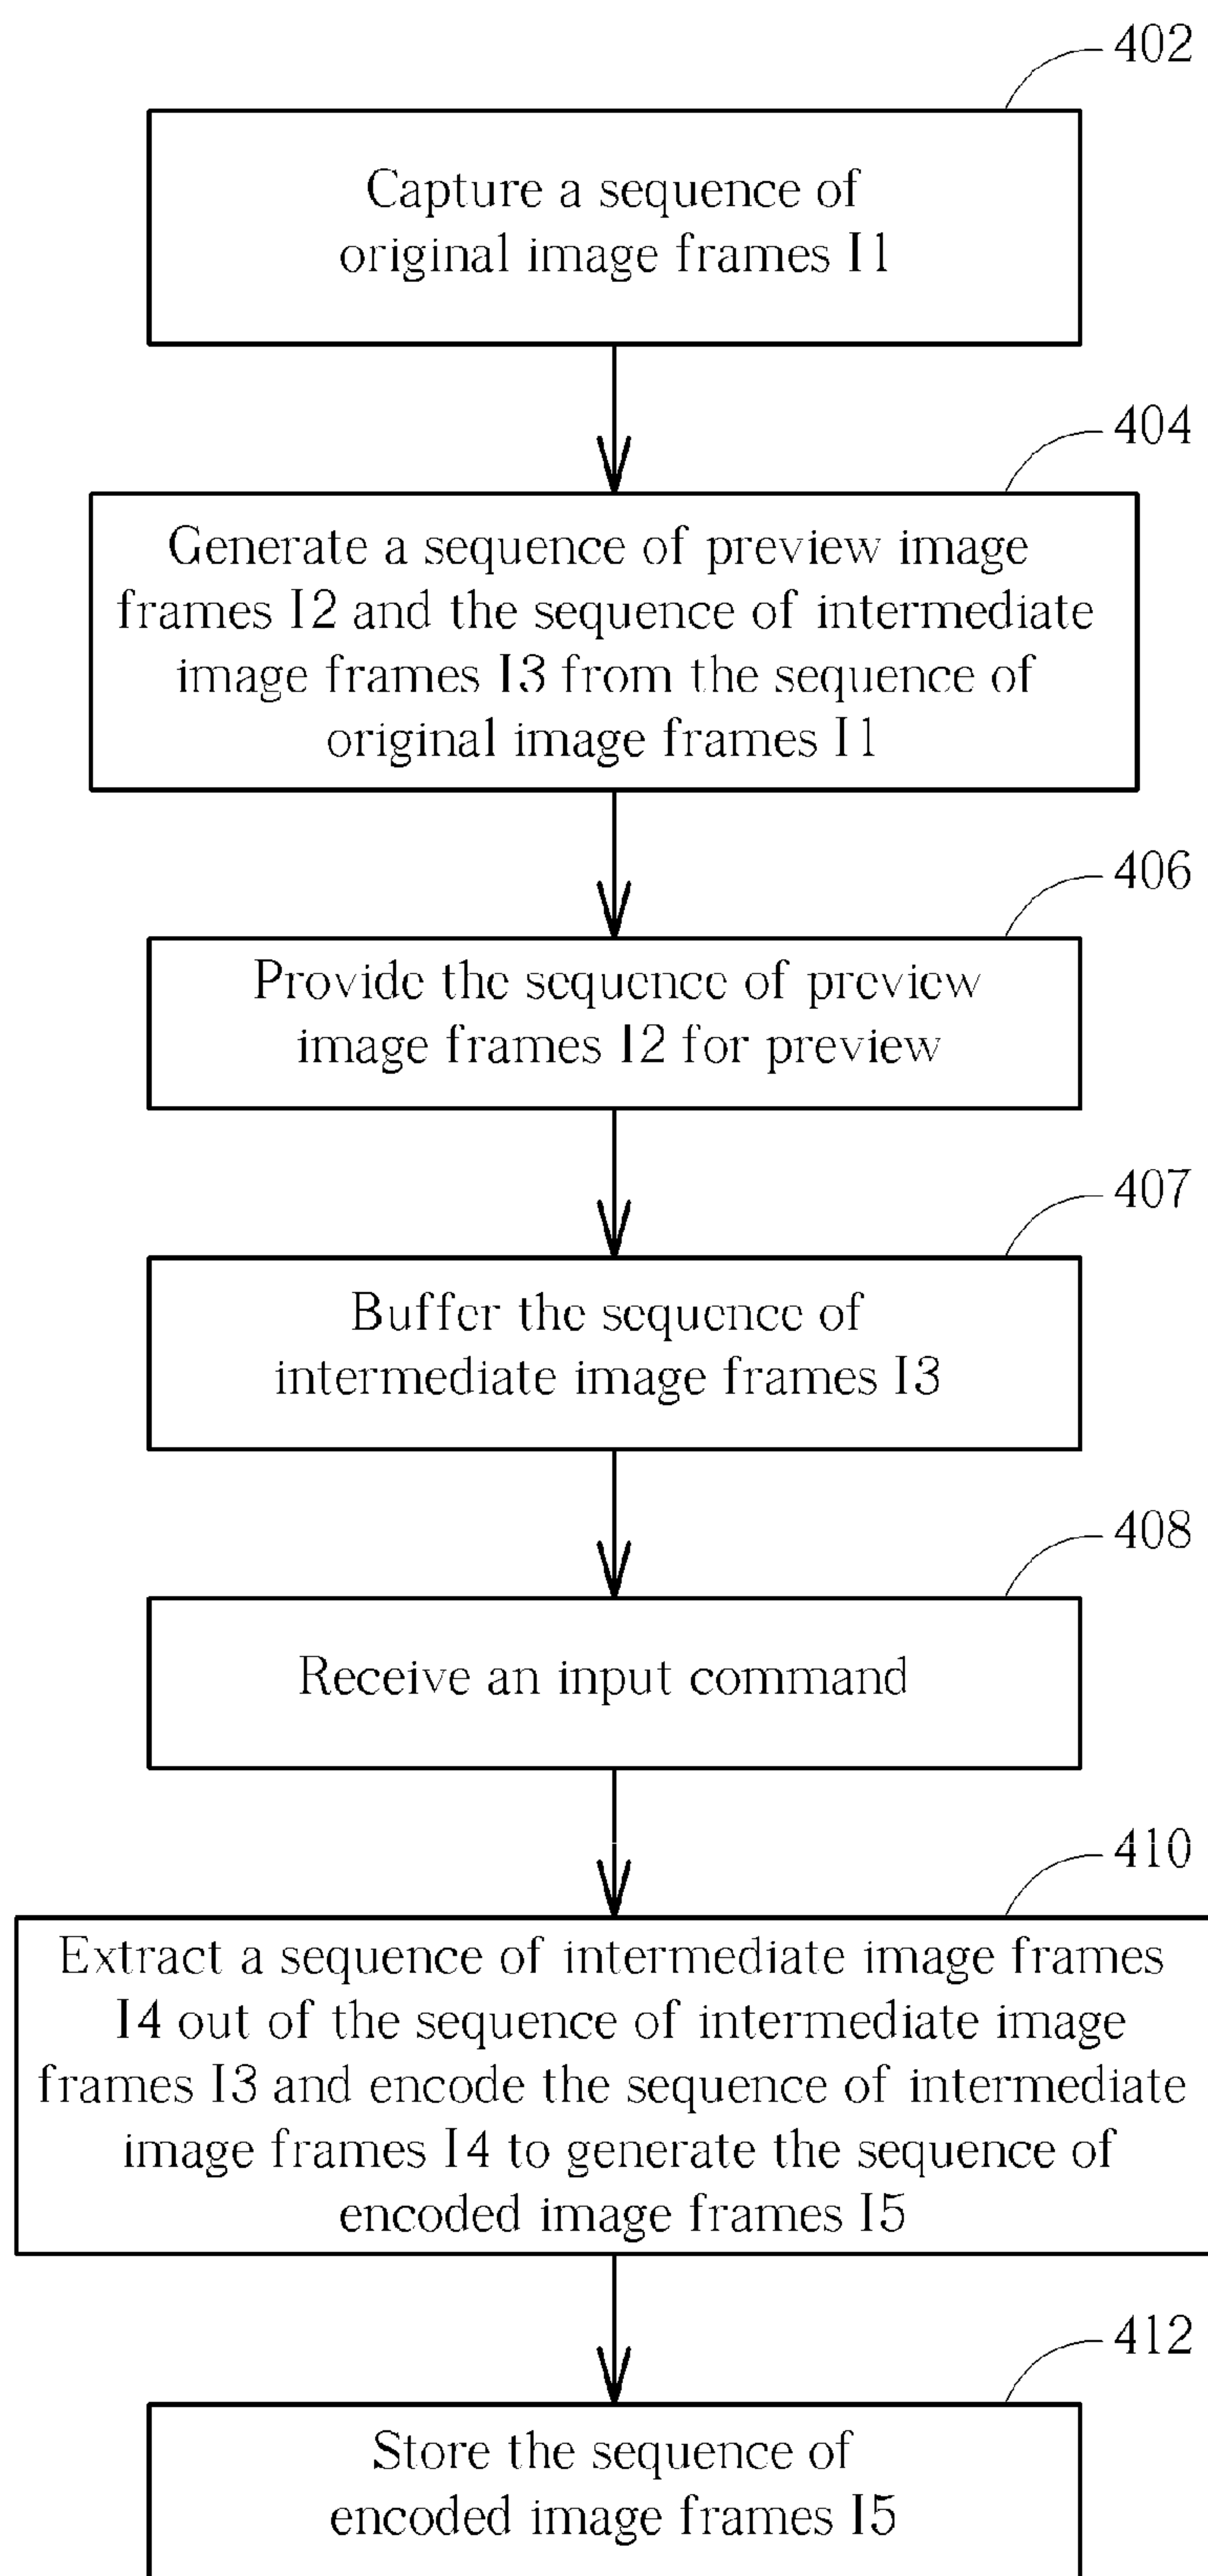 402
Capture a sequence of
original image frames I1
404
Generate a sequence of preview image
frames I2 and the sequence of intermediate
image frames I3 from the sequence of
original image frames I1
406
Provide the sequence of preview
image frames I2 for preview
407
Buffer the sequence of
intermediate image frames I3
408
Receive an input command
410
Extract a sequence of intermediate image frames
I4 out of the sequence of intermediate image
frames I3 and encode the sequence of intermediate
image frames I4 to generate the sequence of
encoded image frames I5
412
Store the sequence of
encoded image frames I5